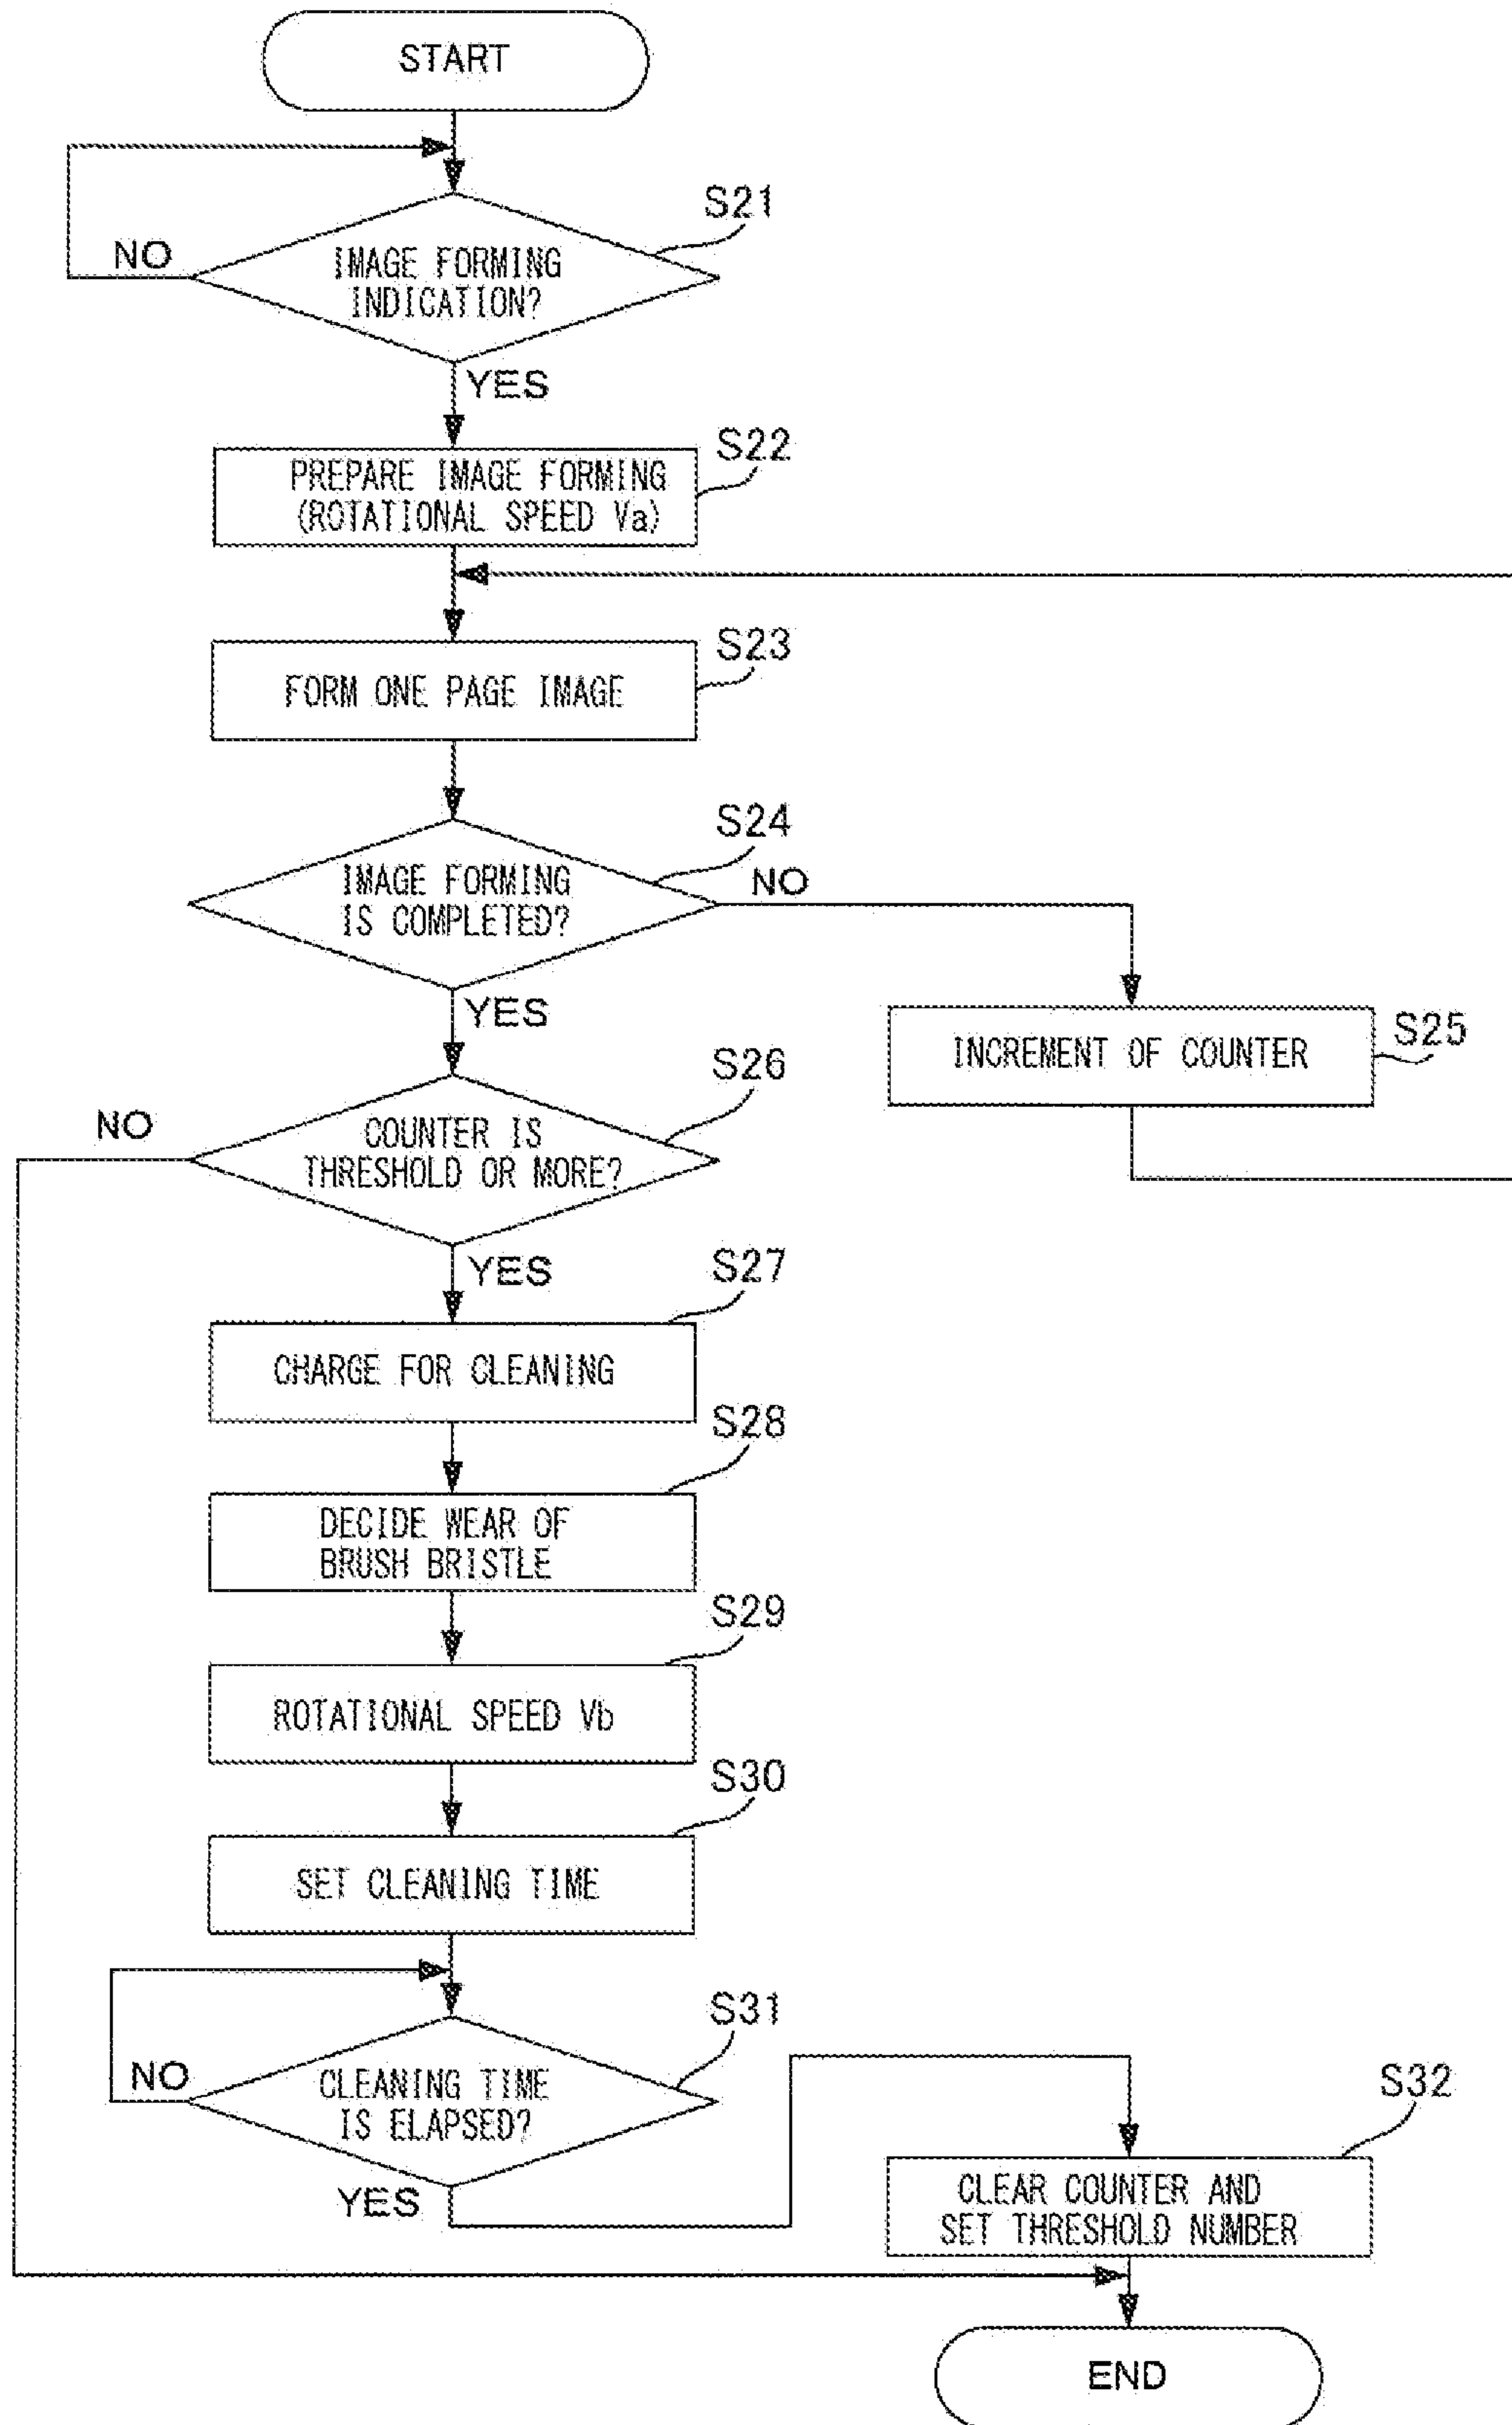 START
S21
NO
IMAGE FORMING
INDICATION?
YES
S22
PREPARE IMAGE FORMING
(ROTATIONAL SPEED Va)
S23
FORM ONE PAGE IMAGE
S24
IMAGE FORMING
IS COMPLETED?
NO
YES
S25
INCREMENT OF COUNTER
S26
NO
COUNTER IS
THRESHOLD OR MORE?
YES
S27
CHARGE FOR CLEANING
S28
DECIDE WEAR OF
BRUSH BRISTLE
S29
ROTATIONAL SPEED Vb
S30
SET CLEANING TIME
S31
NO
CLEANING TIME
IS ELAPSED?
YES
S32
CLEAR COUNTER AND
SET THRESHOLD NUMBER
END